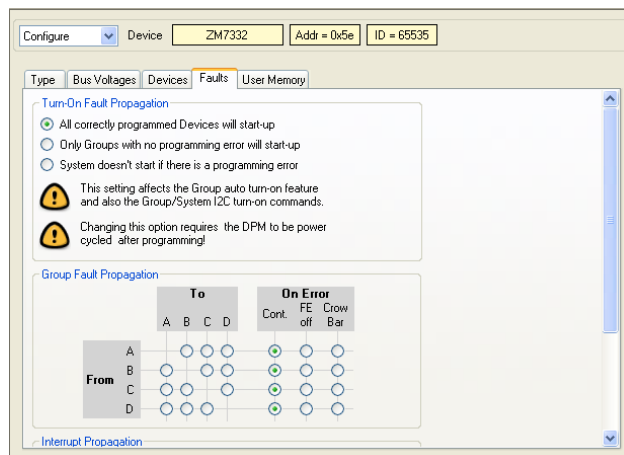 Configure Device ZM7332 Addr = 0x5e ID = 65535
Type Bus Voltages Devices Faults User Memory
Turn-On Fault Propagation
All correctly programmed Devices will start-up
Only Groups with no programming error will start-up
System doesn't start if there is a programming error
This setting affects the Group auto turn-on feature
and also the Group/System I2C turn-on commands.
Changing this option requires the DPM to be power
cycled after programming!
Group Fault Propagation
To On Error
A B C D Cont. FE off Crow Bar
A
B
From
C
D
Interrupt Propagation